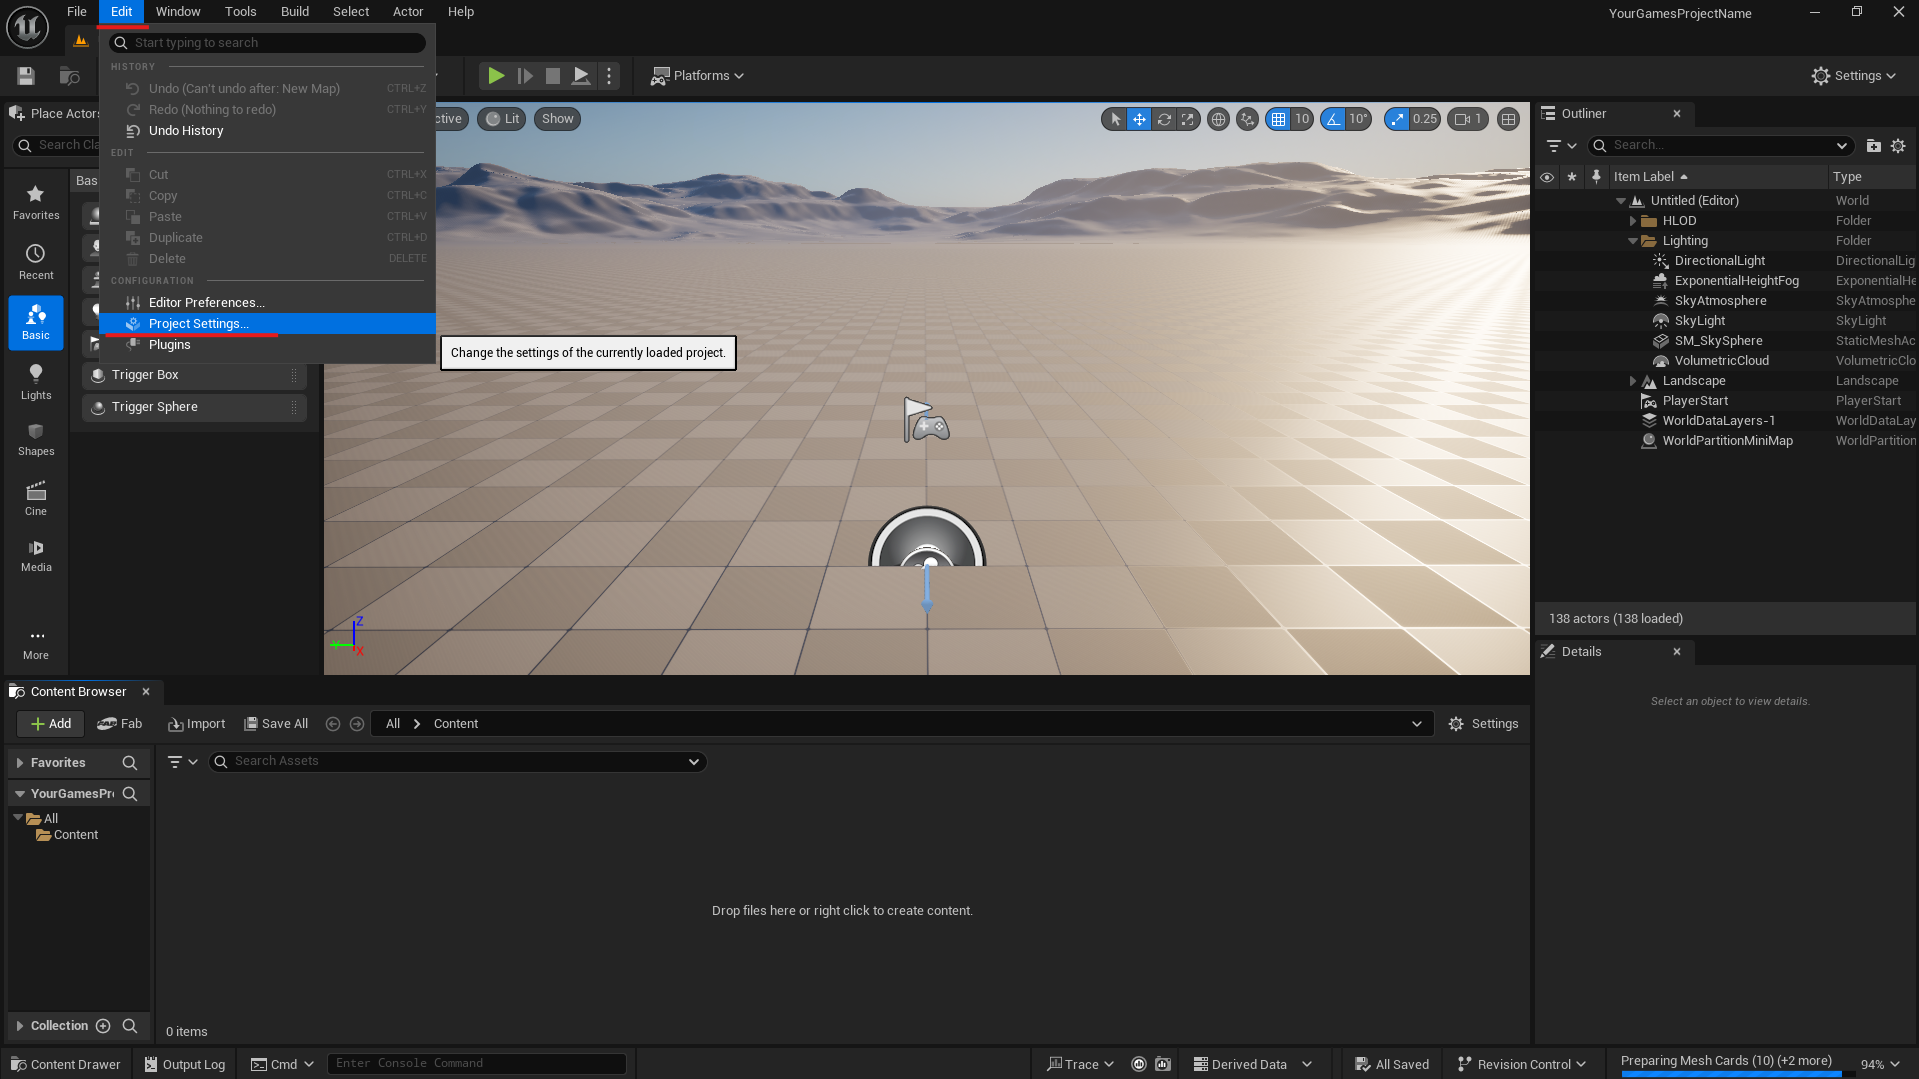 File Edit Window Tools Build Select Actor Help
YourGamesProjectName
Start typing to search
HISTORY
Undo (Can't undo after: New Map) CTRL+Z
Redo (Nothing to redo) CTRL+Y
Undo History
EDIT
Cut CTRL+X
Copy CTRL+C
Paste CTRL+V
Duplicate CTRL+D
Delete DELETE
CONFIGURATION
Editor Preferences...
Project Settings...
Plugins
Change the settings of the currently loaded project.
Platforms
Settings
Place Actors
Search Cla
Bas
Favorites
Recent
Basic
Lights
Shapes
Cine
Media
More
Trigger Box
Trigger Sphere
ctive Lit Show
10 10° 0.25 1
Z
Y
X
Outliner
Search...
Item Label Type
Untitled (Editor) World
HLOD Folder
Lighting Folder
DirectionalLight DirectionalLig
ExponentialHeightFog ExponentialHe
SkyAtmosphere SkyAtmosphe
SkyLight SkyLight
SM_SkySphere StaticMeshAc
VolumetricCloud VolumetricClo
Landscape Landscape
PlayerStart PlayerStart
WorldDataLayers-1 WorldDataLay
WorldPartitionMiniMap WorldPartition
138 actors (138 loaded)
Details
Select an object to view details.
Content Browser
Add Fab Import Save All All Content Settings
Favorites
Search Assets
YourGamesPr
All
Content
Drop files here or right click to create content.
Collection
0 items
Content Drawer Output Log Cmd Enter Console Command Trace Derived Data All Saved Revision Control Preparing Mesh Cards (10) (+2 more) 94%